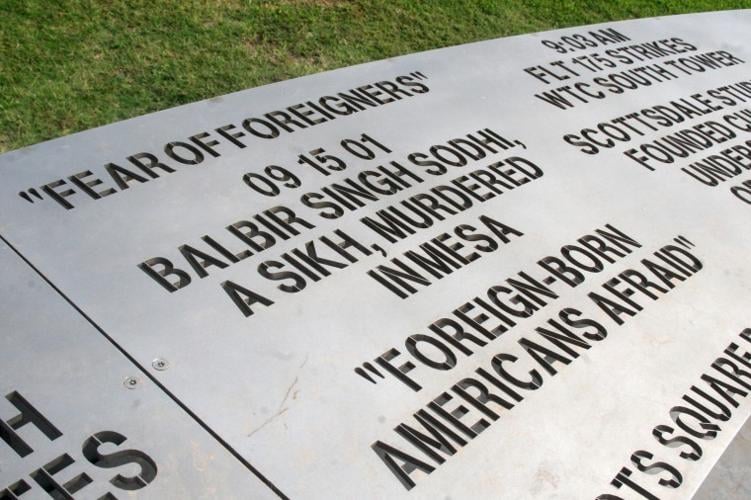 "FEAR OF FOREIGNERS"
09 15 01
BALBIR SINGH SODHI,
A SIKH, MURDERED
IN MESA
"FOREIGN-BORN
AMERICANS AFRAID"
9:03 AM
FLT 175 STRIKES
WTC SOUTH TOWER
SCOTTSDALE
FOUNDED
SQUARE